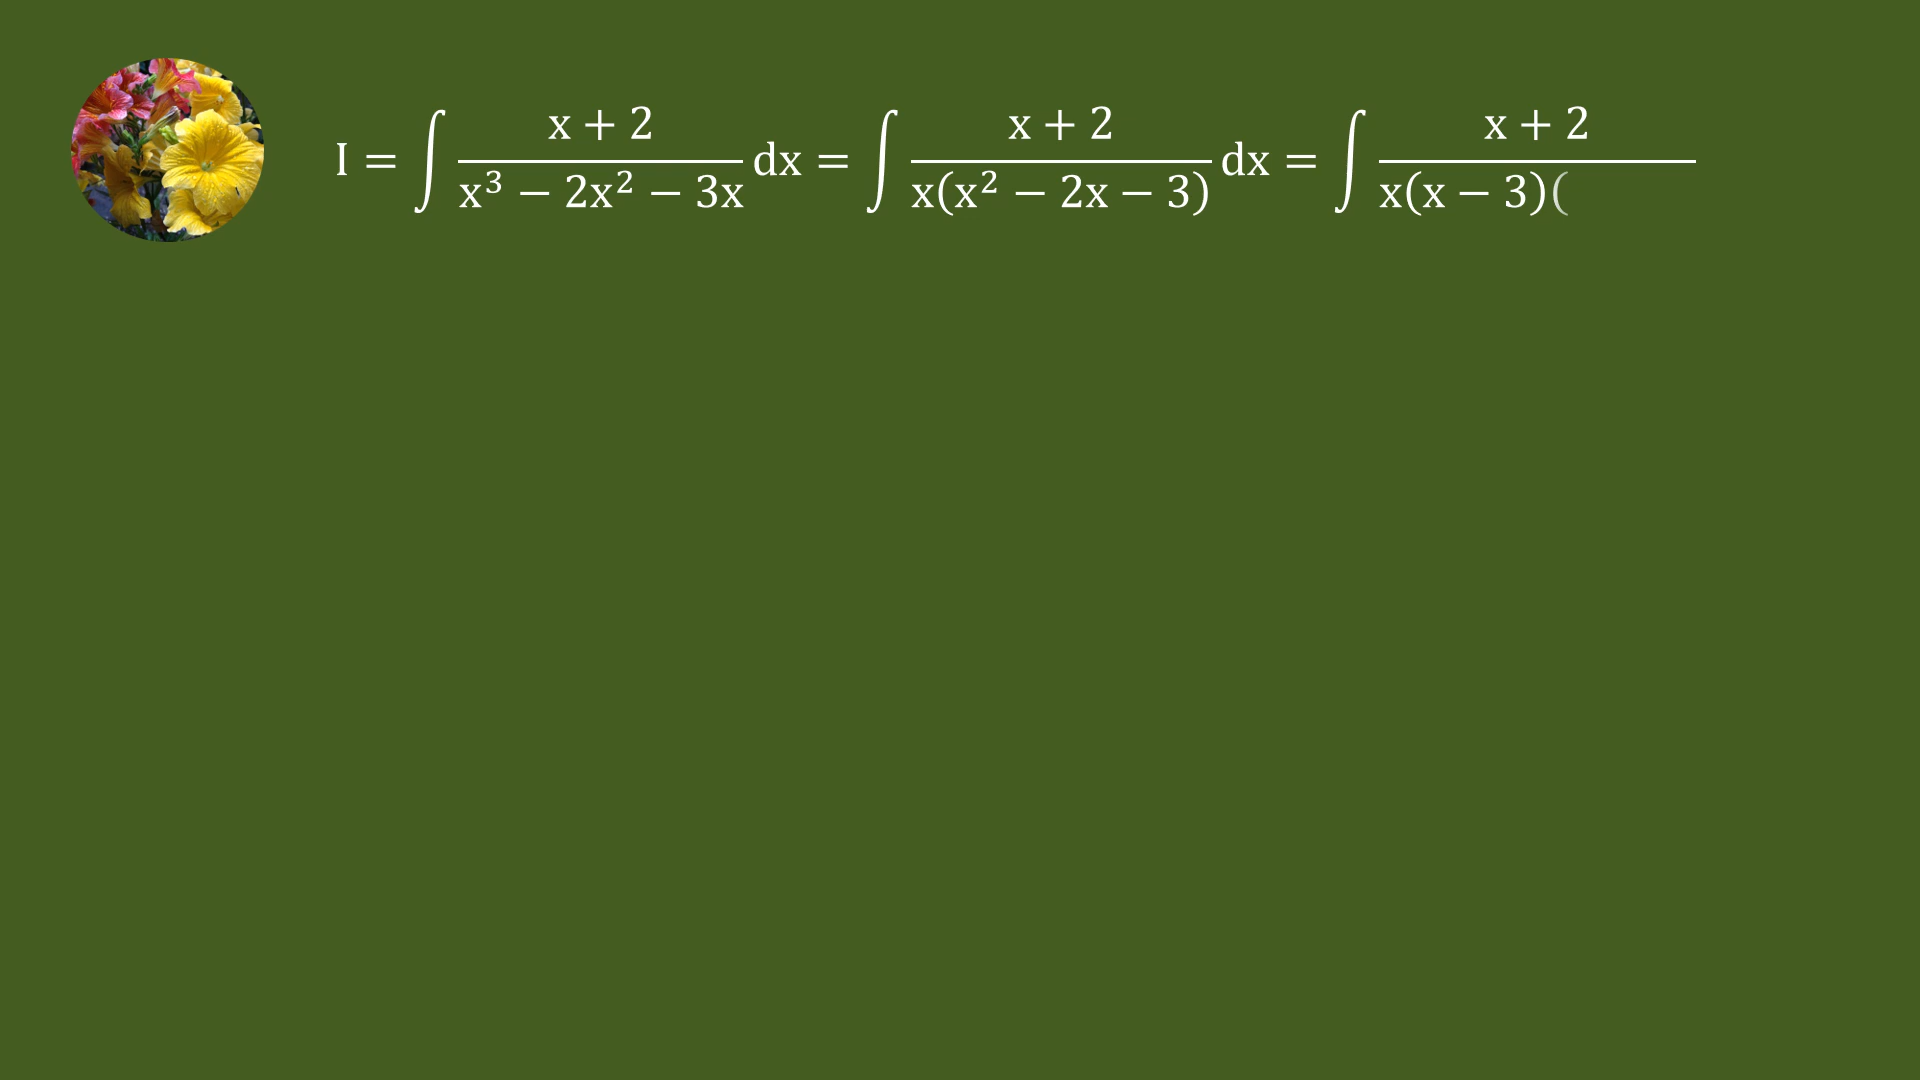 I = ∫ (x + 2)/(x³ − 2x² − 3x) dx = ∫ (x + 2)/(x(x² − 2x − 3)) dx = ∫ (x + 2)/(x(x − 3)(